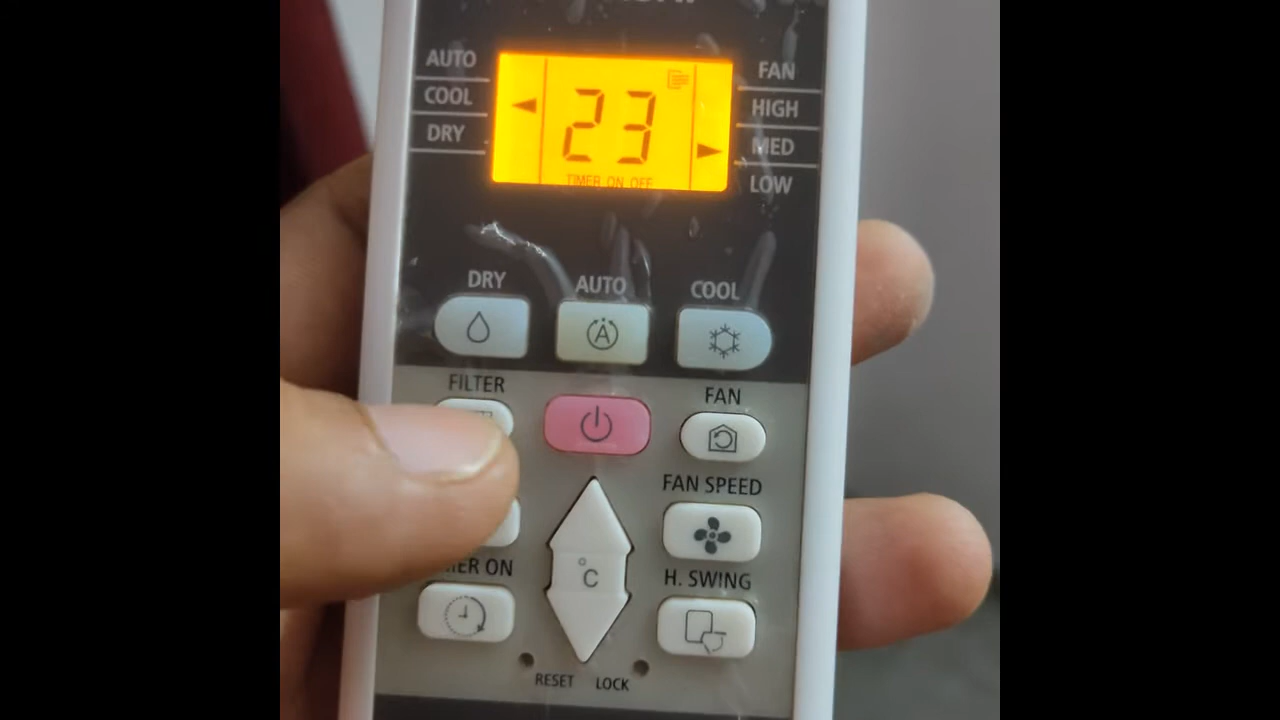 AUTO
COOL
DRY
23
TIMER ON OFF
FAN
HIGH
MED
LOW
DRY
AUTO
COOL
A
FILTER
FAN
FAN SPEED
ON
°C
H. SWING
RESET
LOCK